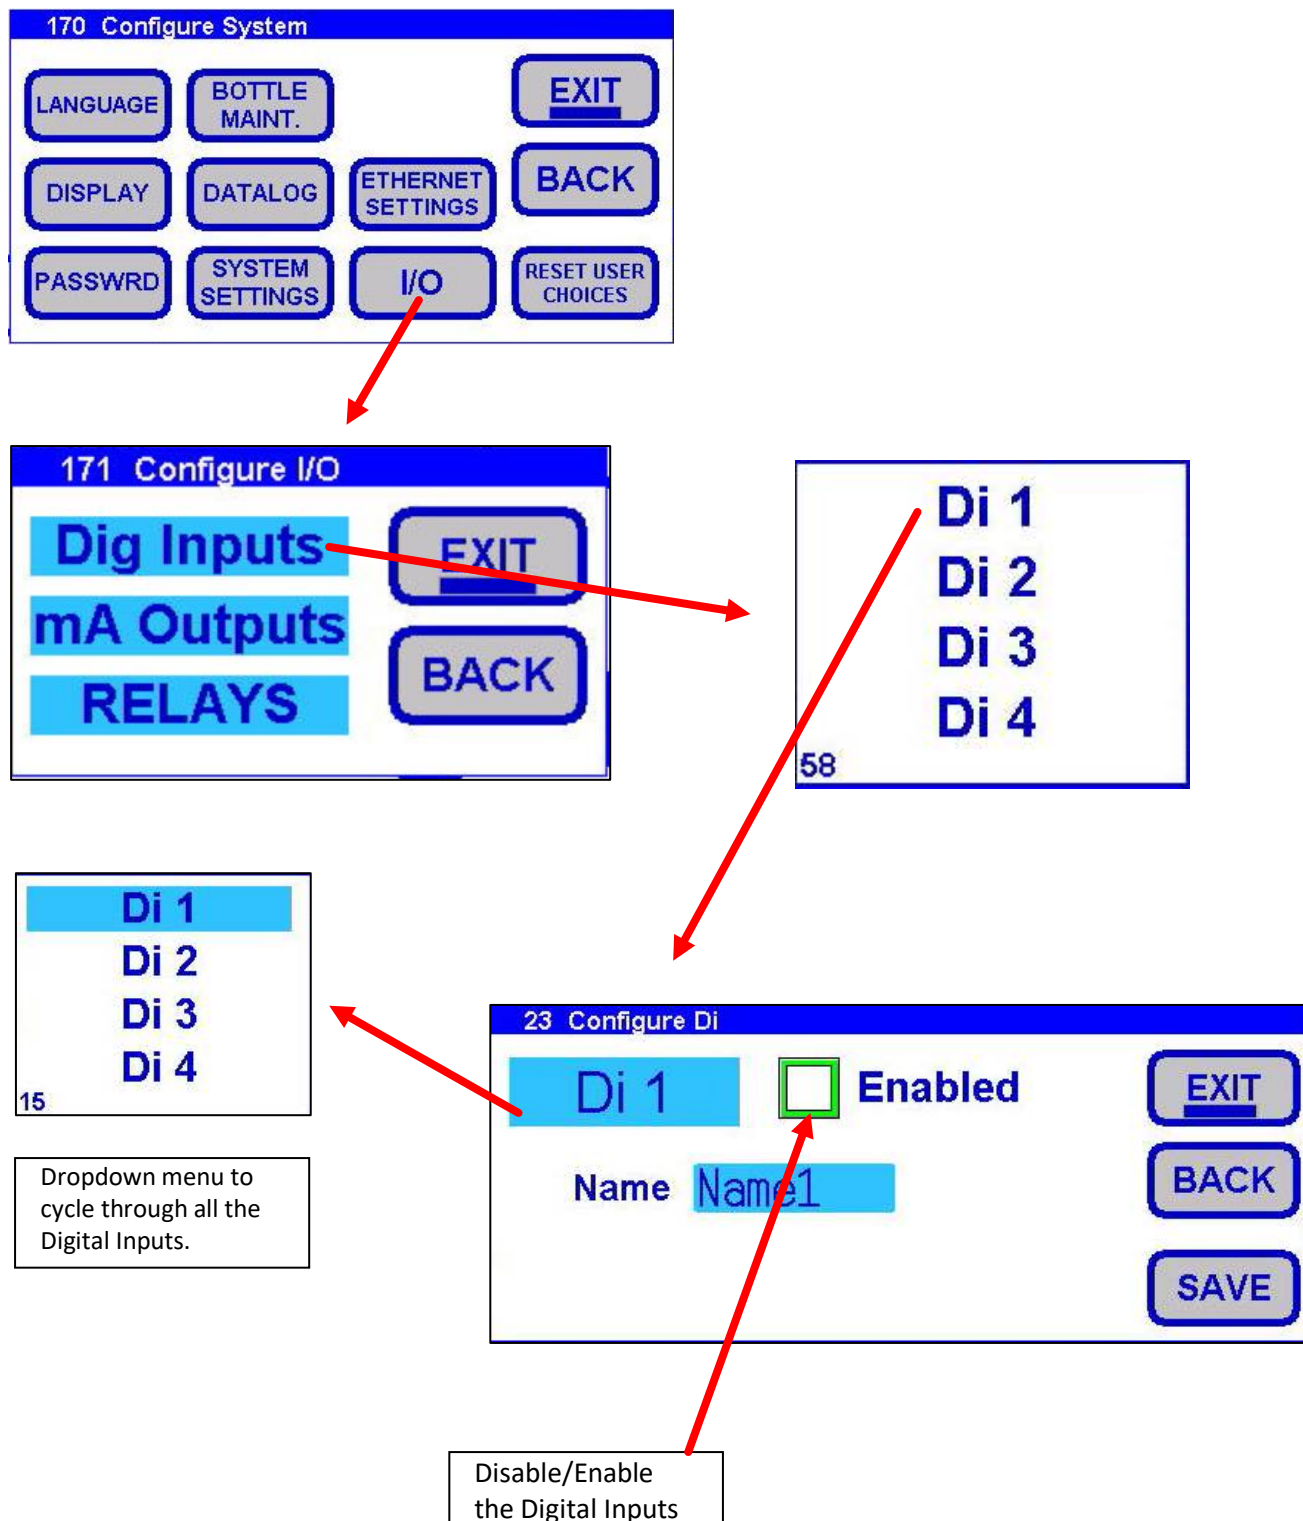 170 Configure System
LANGUAGE
BOTTLE
MAINT.
EXIT
DISPLAY
DATALOG
ETHERNET
SETTINGS
BACK
PASSWRD
SYSTEM
SETTINGS
I/O
RESET USER
CHOICES
171 Configure I/O
Dig Inputs
EXIT
mA Outputs
BACK
RELAYS
Di 1
Di 2
Di 3
Di 4
58
Di 1
Di 2
Di 3
Di 4
15
Dropdown menu to
cycle through all the
Digital Inputs.
23 Configure Di
Di 1
Enabled
EXIT
Name Name1
BACK
SAVE
Disable/Enable
the Digital Inputs